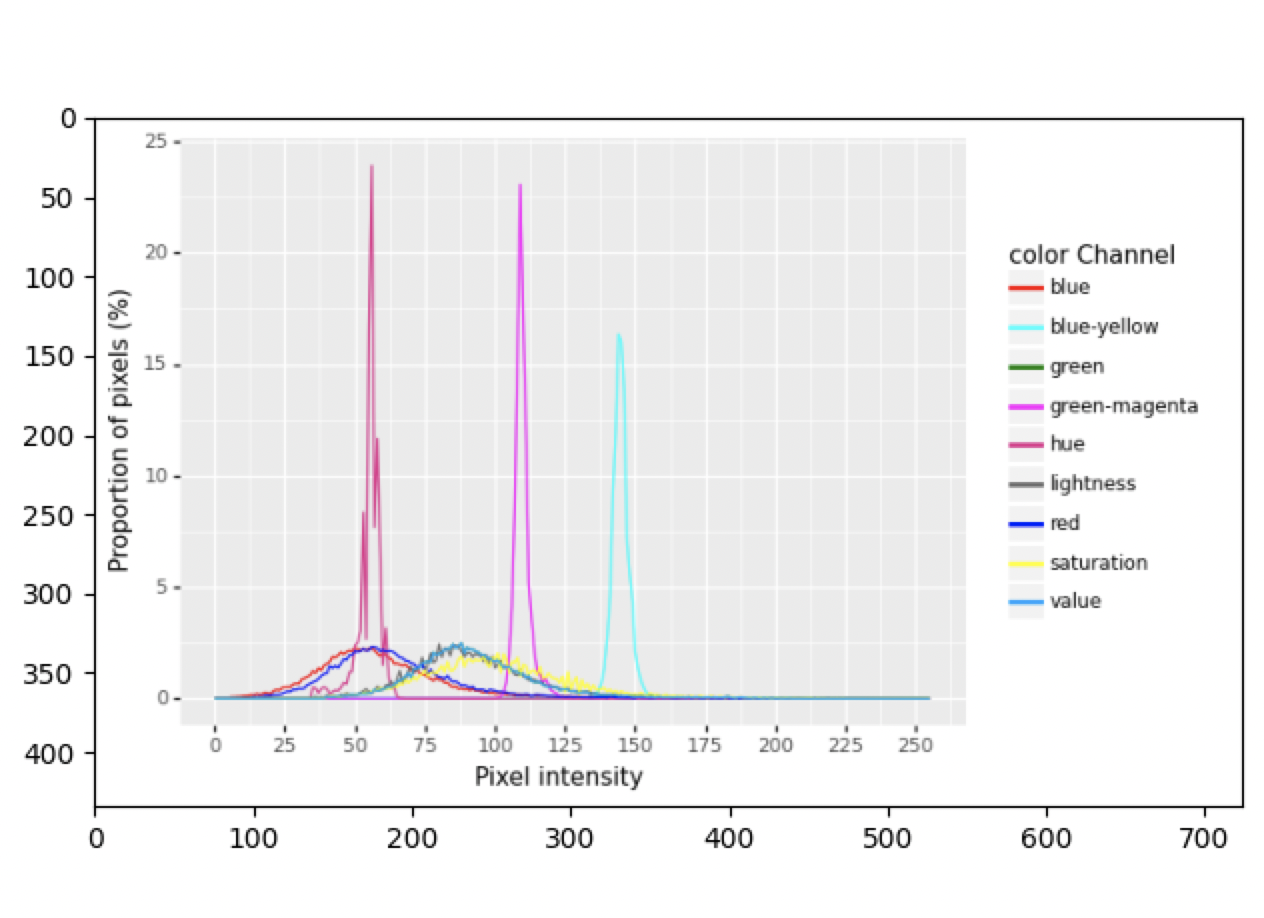 0
50
100
150
200
250
300
350
400
25
20
15
10
5
0
Proportion of pixels (%)
0 25 50 75 100 125 150 175 200 225 250
Pixel intensity
color Channel
blue
blue-yellow
green
green-magenta
hue
lightness
red
saturation
value
0 100 200 300 400 500 600 700